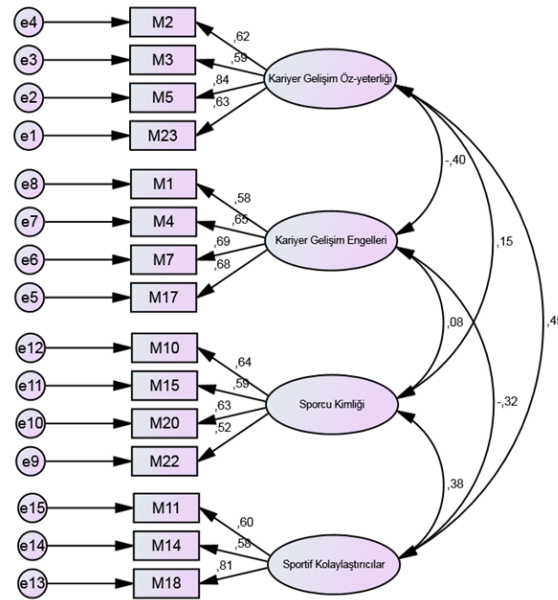 e4 M2
,62
e3 M3 ,59
Kariyer Gelişim Öz-yeterliği
e2 M5 ,84
,63
e1 M23
-,40
e8 M1
,58
e7 M4 ,65
Kariyer Gelişim Engelleri ,15
e6 M7 ,69
,68
e5 M17
,08
e12 M10
,64
e11 M15 ,59
Sporcu Kimliği -,32
e10 M20 ,63
,52
e9 M22
,38
e15 M11
,60
e14 M14 ,58
Sportif Kolaylaştırıcılar
e13 M18 ,81